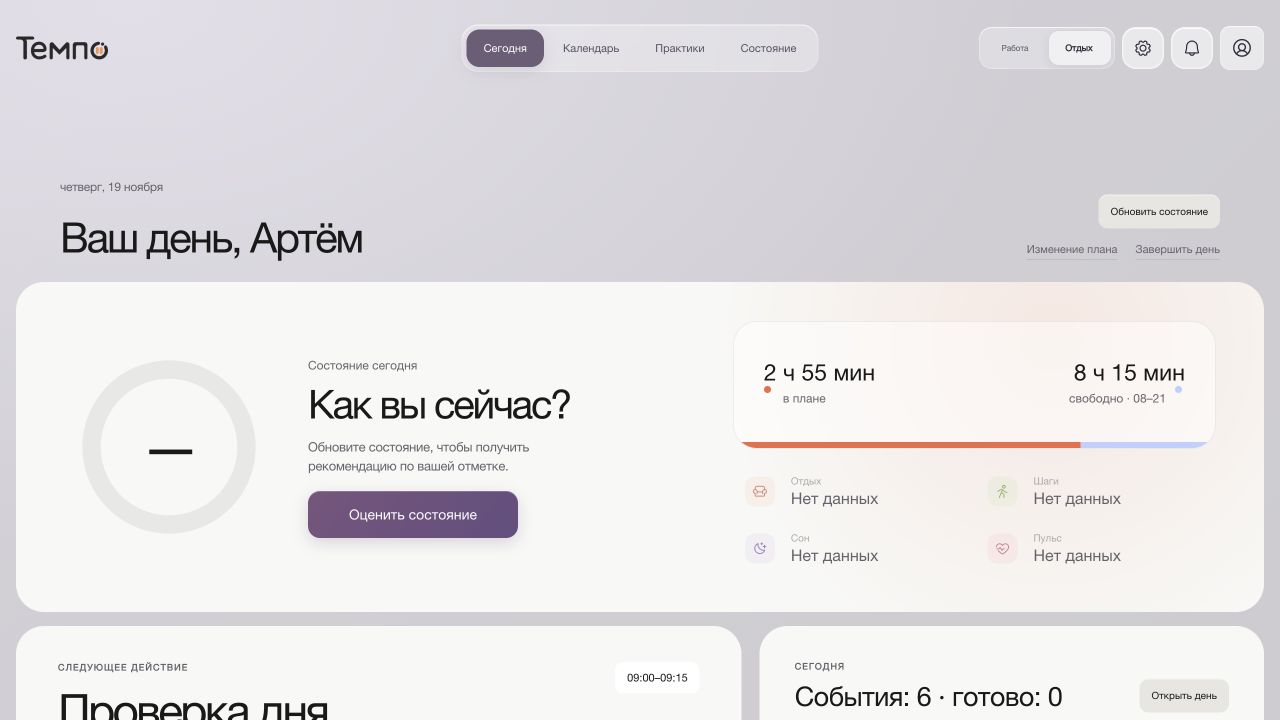 Темпо
Сегодня
Календарь
Практики
Состояние
Работа
Отдых
четверг, 19 ноября
Ваш день, Артём
Обновить состояние
Изменение плана
Завершить день
Состояние сегодня
Как вы сейчас?
Обновите состояние, чтобы получить
рекомендацию по вашей отметке.
Оценить состояние
2 ч 55 мин
в плане
8 ч 15 мин
свободно · 08–21
Отдых
Нет данных
Шаги
Нет данных
Сон
Нет данных
Пульс
Нет данных
СЛЕДУЮЩЕЕ ДЕЙСТВИЕ
Проверка дня
09:00–09:15
СЕГОДНЯ
События: 6 · готово: 0
Открыть день